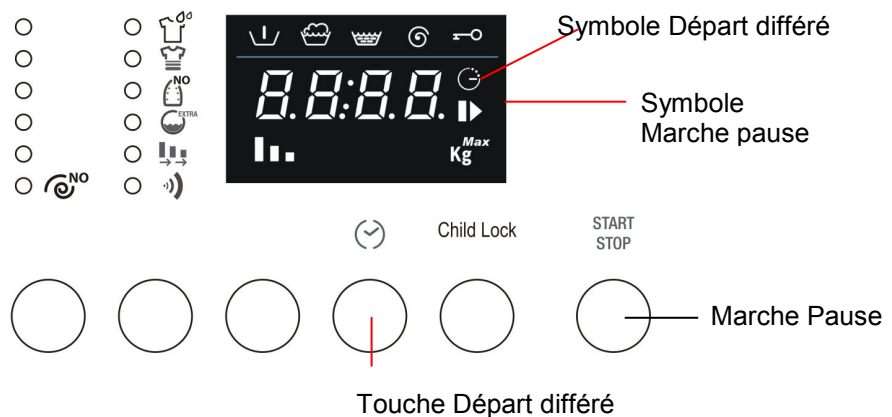 Symbole Départ différé
NO
EXTRA
8.8:8.8.
Symbole
Marche pause
Max
Kg
NO
Child Lock
START
STOP
Marche Pause
Touche Départ différé